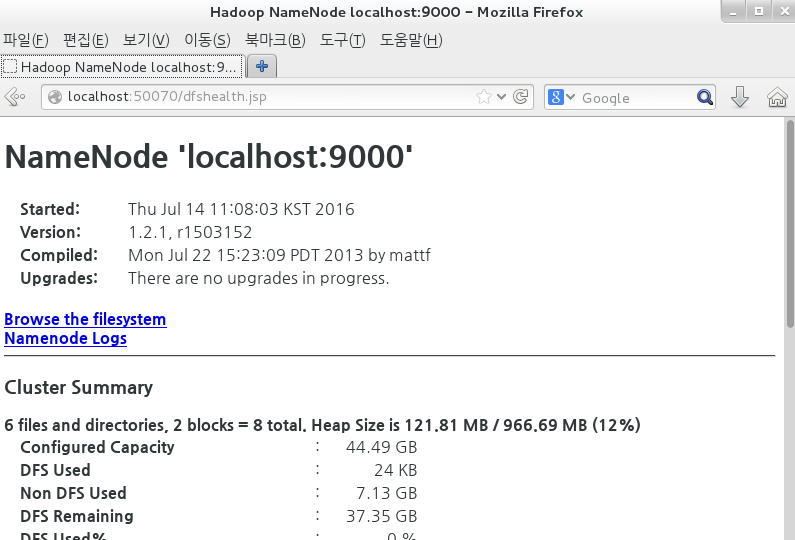 Hadoop NameNode localhost:9000 - Mozilla Firefox
파일(F) 편집(E) 보기(V) 이동(S) 북마크(B) 도구(T) 도움말(H)
Hadoop NameNode localhost:9...
localhost:50070/dfshealth.jsp
Google
NameNode 'localhost:9000'
Started: Thu Jul 14 11:08:03 KST 2016
Version: 1.2.1, r1503152
Compiled: Mon Jul 22 15:23:09 PDT 2013 by mattf
Upgrades: There are no upgrades in progress.
Browse the filesystem
Namenode Logs
Cluster Summary
6 files and directories, 2 blocks = 8 total. Heap Size is 121.81 MB / 966.69 MB (12%)
Configured Capacity : 44.49 GB
DFS Used : 24 KB
Non DFS Used : 7.13 GB
DFS Remaining : 37.35 GB
DFS Used% : 0 %